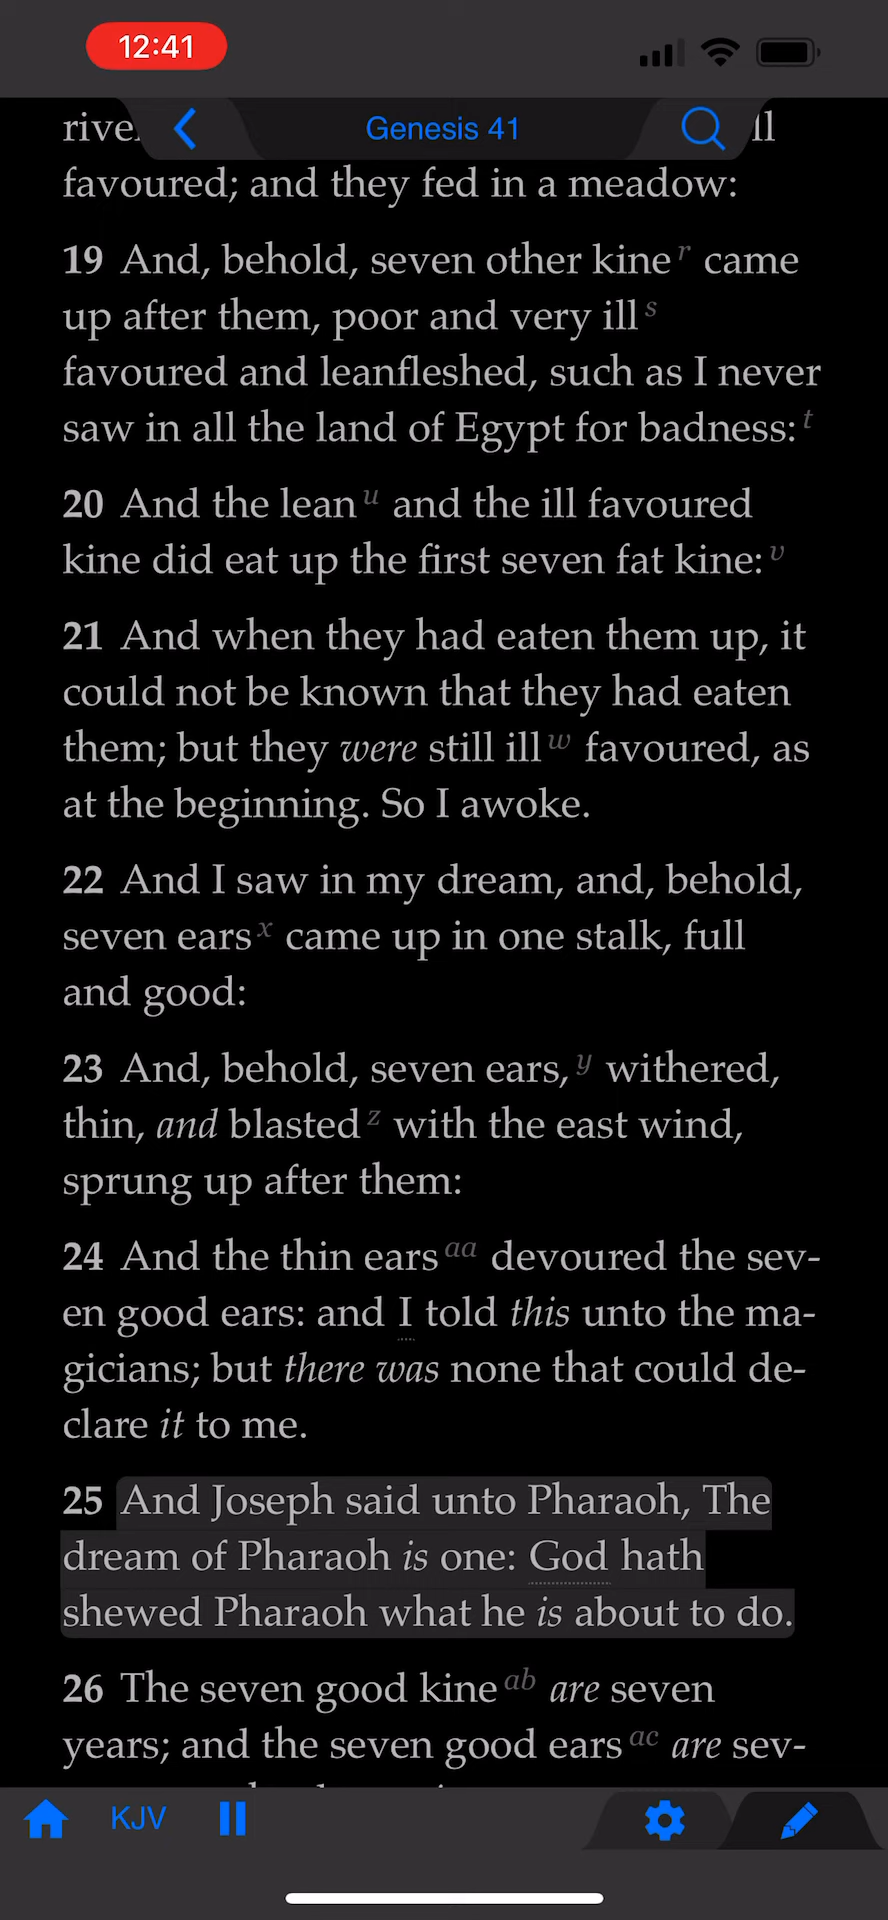 12:41
Genesis 41
favoured; and they fed in a meadow:
19 And, behold, seven other kine r came
up after them, poor and very ill s
favoured and leanfleshed, such as I never
saw in all the land of Egypt for badness: t
20 And the lean u and the ill favoured
kine did eat up the first seven fat kine: v
21 And when they had eaten them up, it
could not be known that they had eaten
them; but they were still ill w favoured, as
at the beginning. So I awoke.
22 And I saw in my dream, and, behold,
seven ears x came up in one stalk, full
and good:
23 And, behold, seven ears, y withered,
thin, and blasted z with the east wind,
sprung up after them:
24 And the thin ears aa devoured the sev-
en good ears: and I told this unto the ma-
gicians; but there was none that could de-
clare it to me.
25 And Joseph said unto Pharaoh, The
dream of Pharaoh is one: God hath
shewed Pharaoh what he is about to do.
26 The seven good kine ab are seven
years; and the seven good ears ac are sev-
KJV